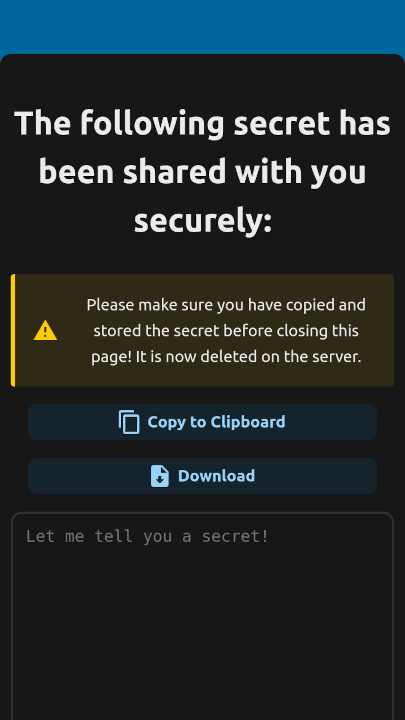 The following secret has
been shared with you
securely:
Please make sure you have copied and
stored the secret before closing this
page! It is now deleted on the server.
Copy to Clipboard
Download
Let me tell you a secret!